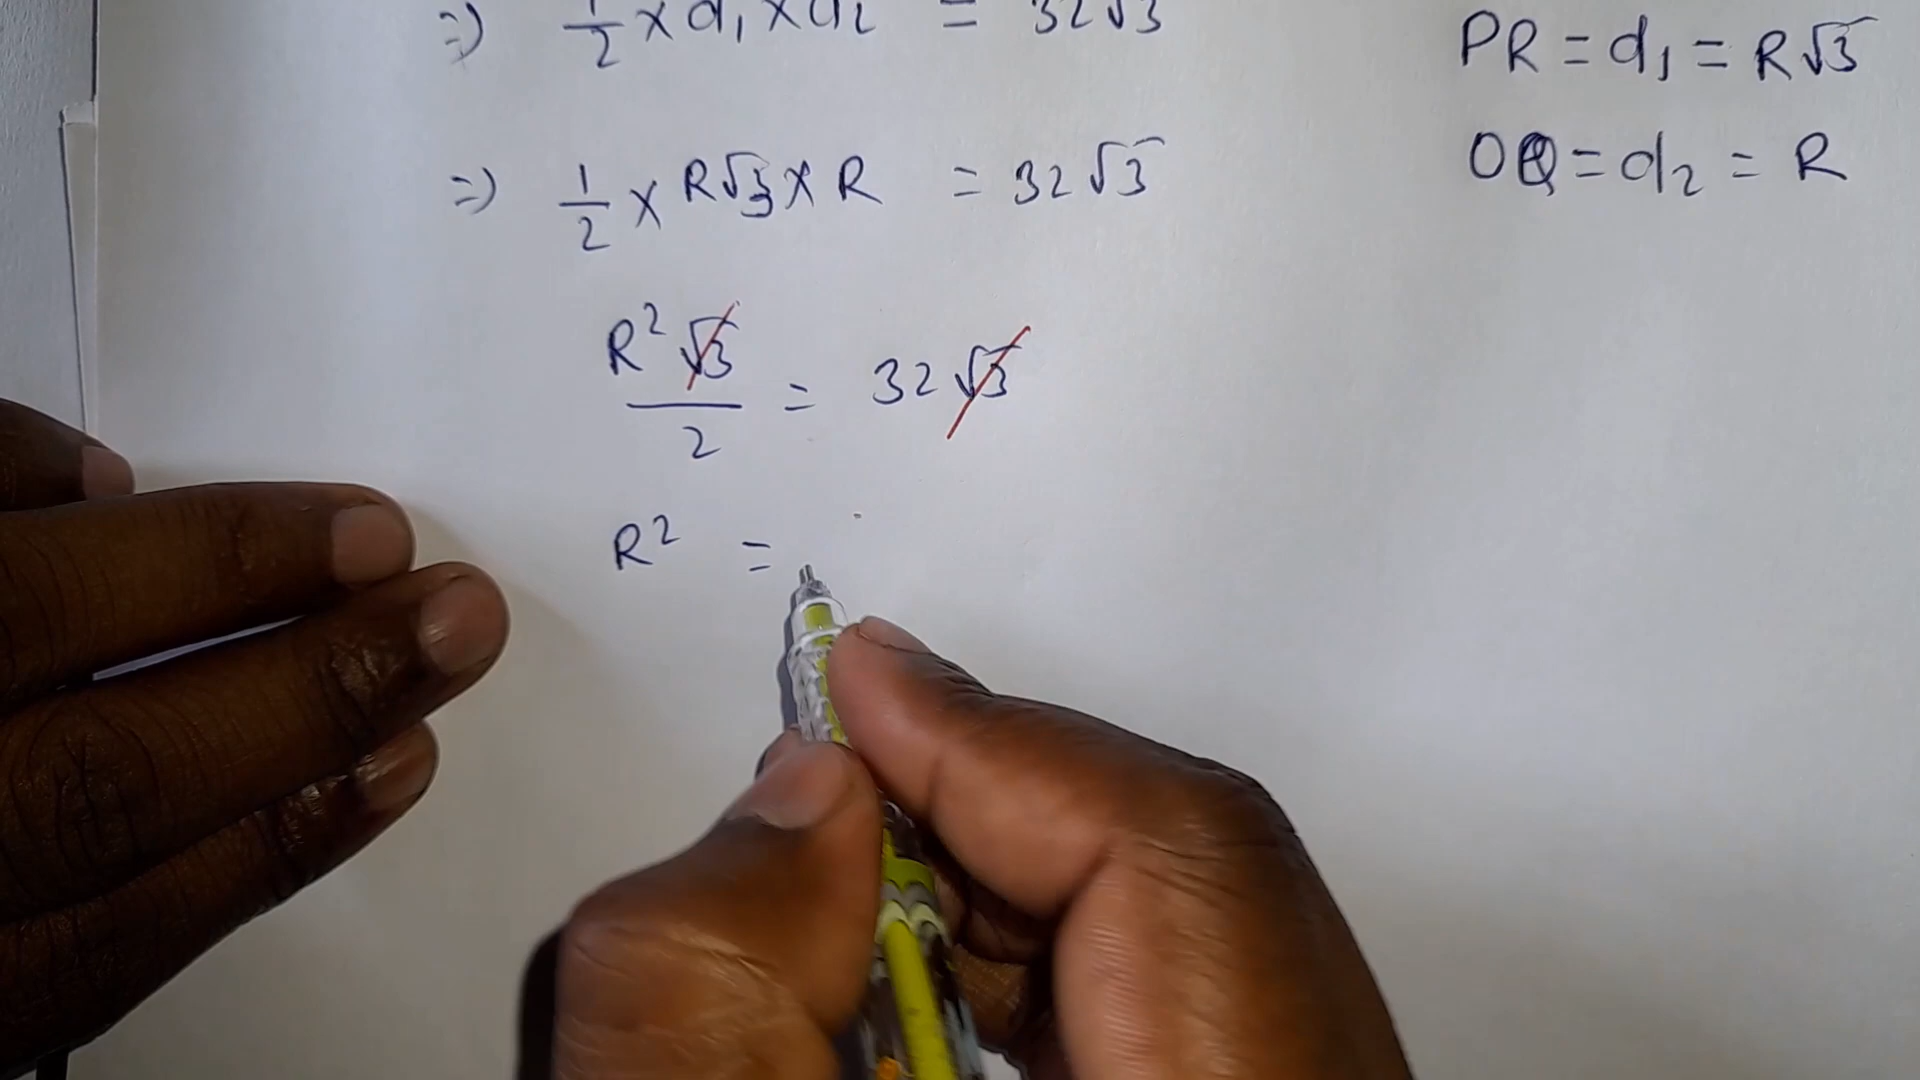 => 1/2 × d₁ × d₂ = 32√3
=> 1/2 × R√3 × R = 32√3
R²√3/2 = 32√3
R² =
PR = d₁ = R√3
OQ = d₂ = R